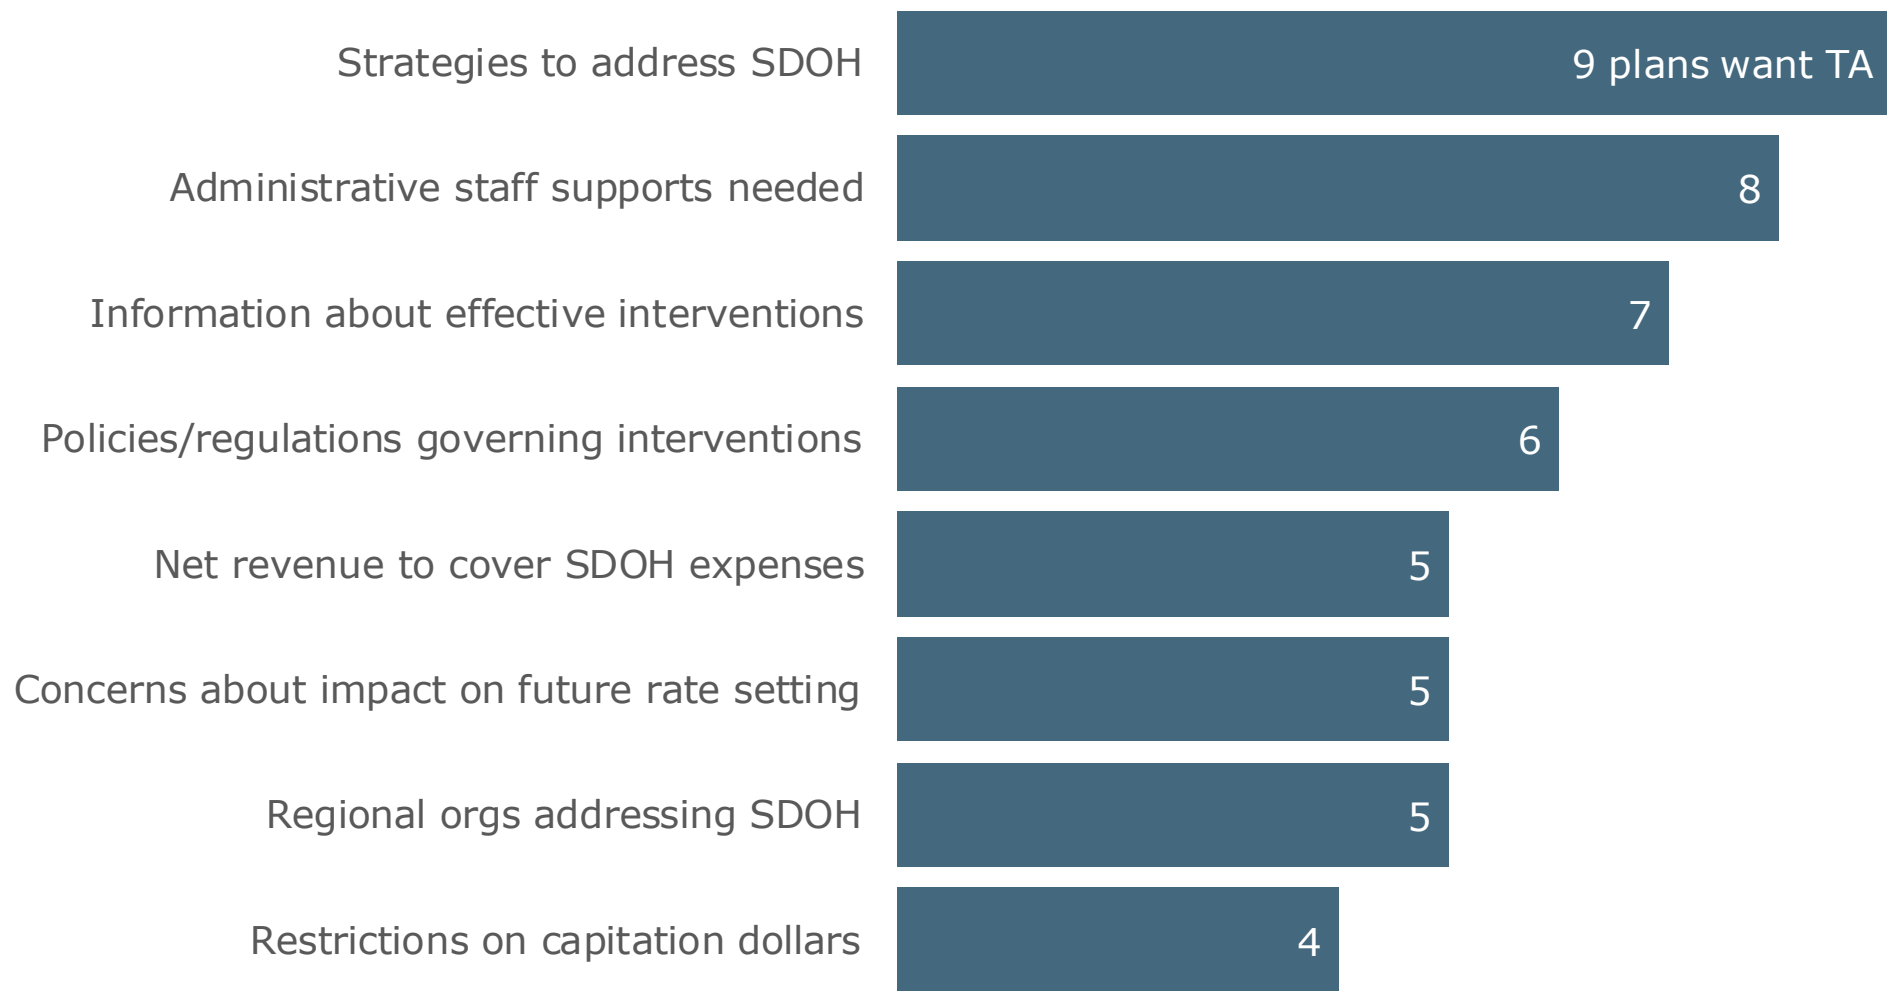 Strategies to address SDOH 9 plans want TA
Administrative staff supports needed 8
Information about effective interventions 7
Policies/regulations governing interventions 6
Net revenue to cover SDOH expenses 5
Concerns about impact on future rate setting 5
Regional orgs addressing SDOH 5
Restrictions on capitation dollars 4